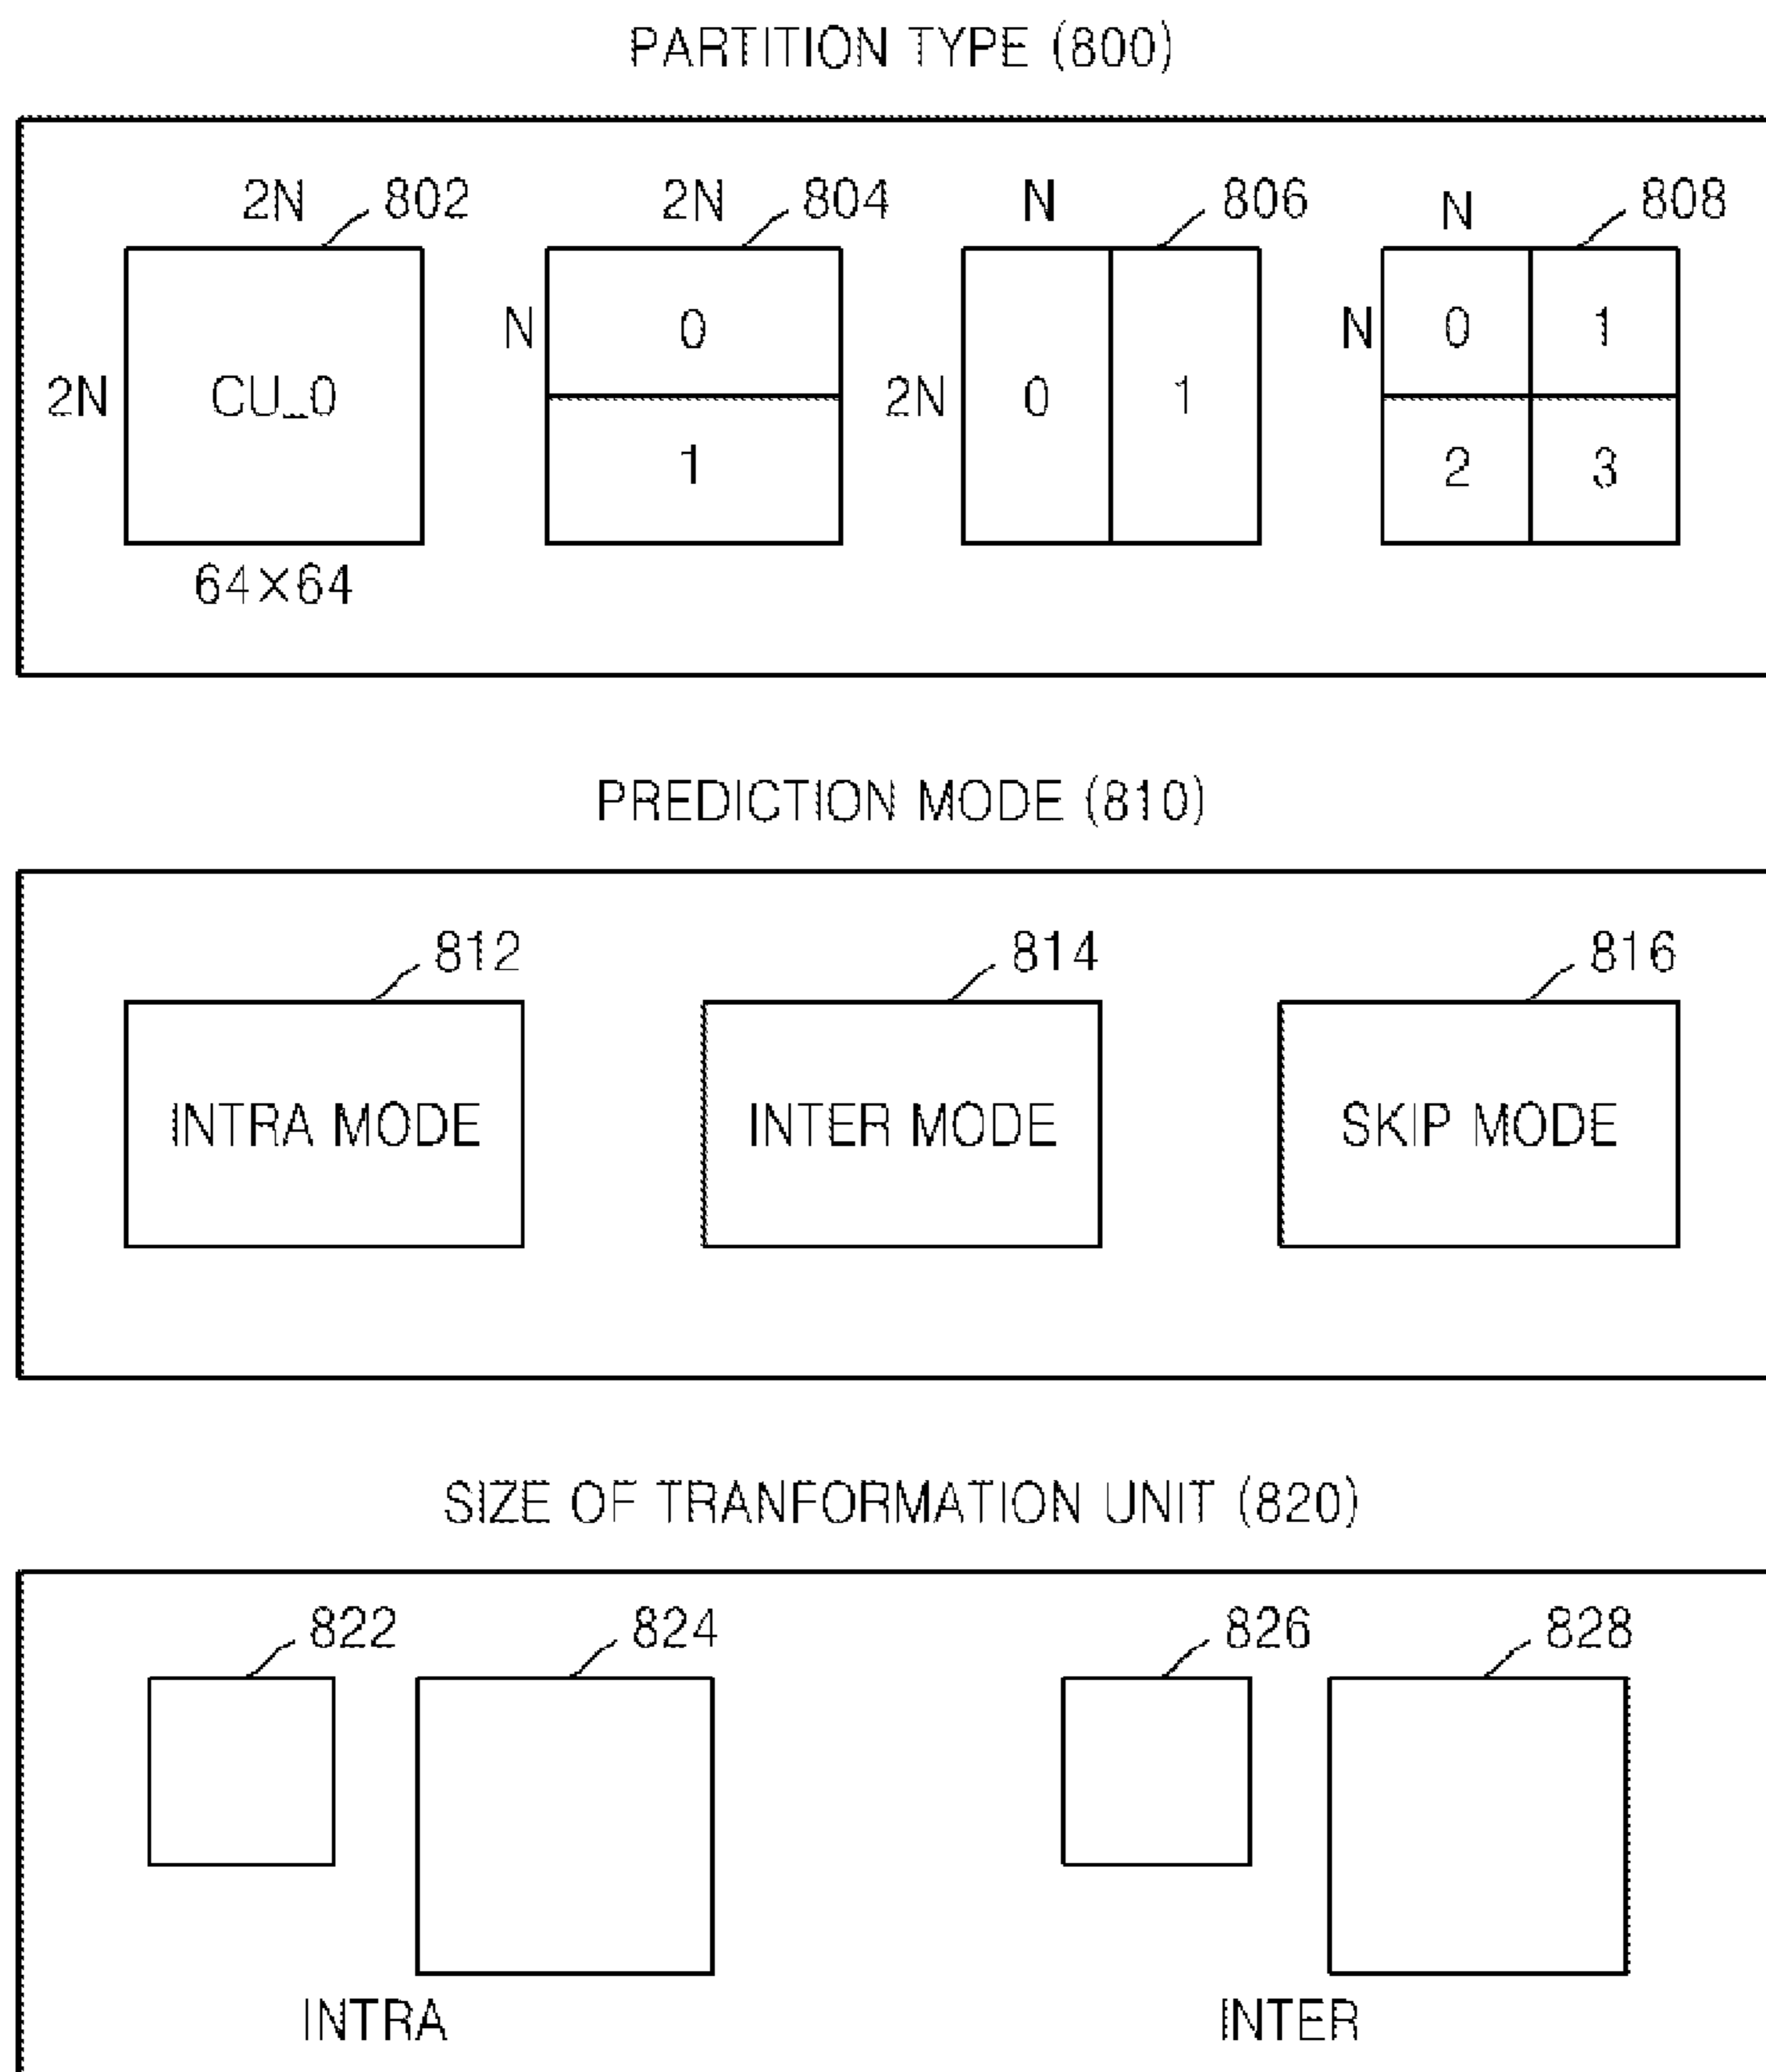 PARTITION TYPE (800)
2N 802 2N 804 N 806 N 808
N 0 N 0 1
2N CU_0 2N 0 1
1 2 3
64×64
PREDICTION MODE (810)
812 814 816
INTRA MODE INTER MODE SKIP MODE
SIZE OF TRANFORMATION UNIT (820)
822 824 826 828
INTRA INTER